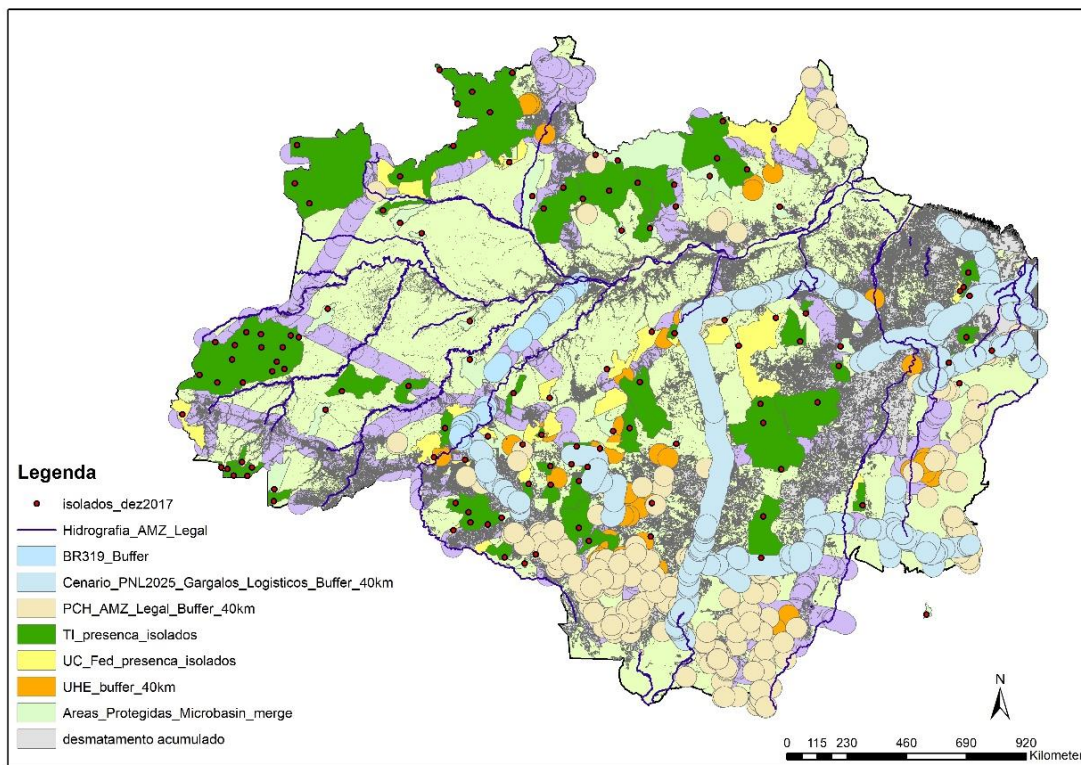 Legenda
isolados_dez2017
Hidrografia_AMZ_Legal
BR319_Buffer
Cenario_PNL2025_Gargalos_Logisticos_Buffer_40km
PCH_AMZ_Legal_Buffer_40km
TI_presenca_isolados
UC_Fed_presenca_isolados
UHE_buffer_40km
Areas_Protegidas_Microbasin_merge
desmatamento acumulado
N
0 115 230 460 690 920
Kilometer